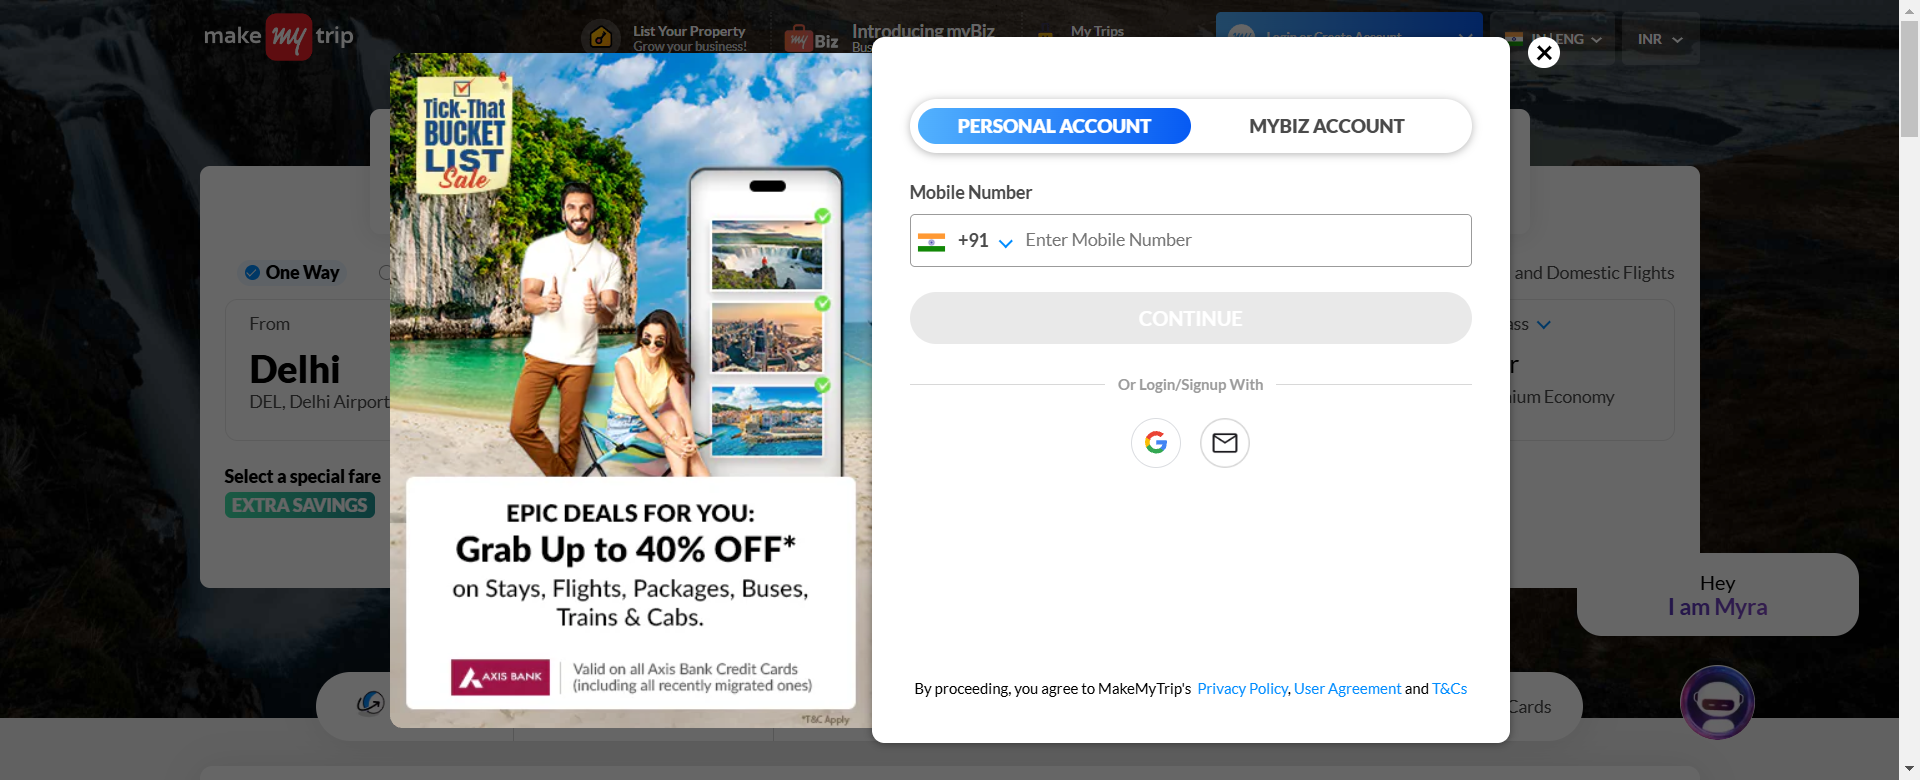 make my trip
List Your Property
Grow your business!
my Biz
Introducing myBiz
My Trips
Login or Create Account
ENG
INR
Tick-That
BUCKET
LIST
Sale
PERSONAL ACCOUNT
MYBIZ ACCOUNT
Mobile Number
+91 Enter Mobile Number
CONTINUE
Or Login/Signup With
One Way
and Domestic Flights
From
Delhi
DEL, Delhi Airport
Economy
Select a special fare
EXTRA SAVINGS
EPIC DEALS FOR YOU:
Grab Up to 40% OFF*
on Stays, Flights, Packages, Buses,
Trains & Cabs.
AXIS BANK
Valid on all Axis Bank Credit Cards
(including all recently migrated ones)
*T&C Apply
By proceeding, you agree to MakeMyTrip's Privacy Policy, User Agreement and T&Cs
Hey
I am Myra
Cards